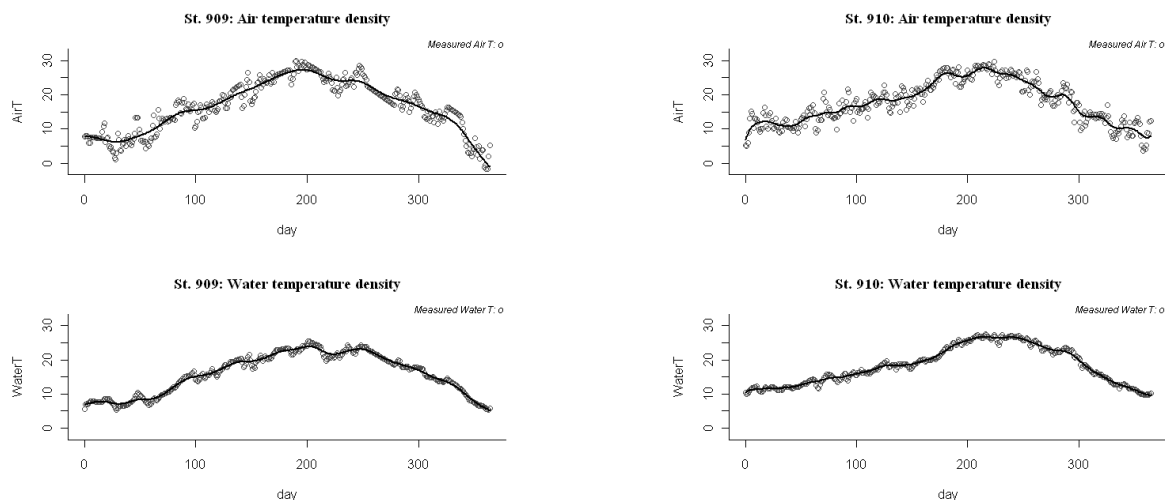 St. 909: Air temperature density
Measured Air T: o
AirT
30
20
10
0
0 100 200 300
day
St. 910: Air temperature density
Measured Air T: o
AirT
30
20
10
0
0 100 200 300
day
St. 909: Water temperature density
Measured Water T: o
WaterT
30
20
10
0
0 100 200 300
day
St. 910: Water temperature density
Measured Water T: o
WaterT
30
20
10
0
0 100 200 300
day